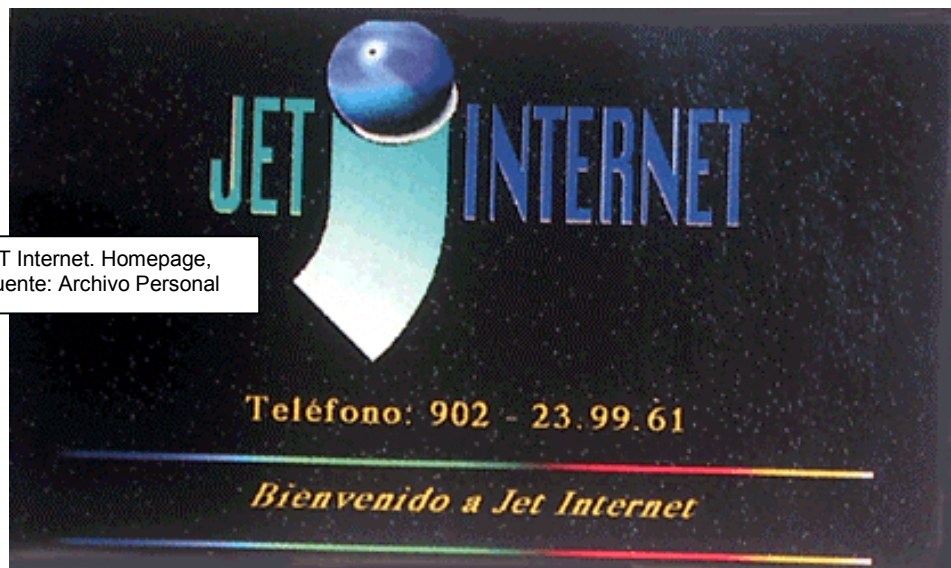 JET INTERNET
T Internet. Homepage,
uente: Archivo Personal
Teléfono: 902 - 23.99.61
Bienvenido a Jet Internet